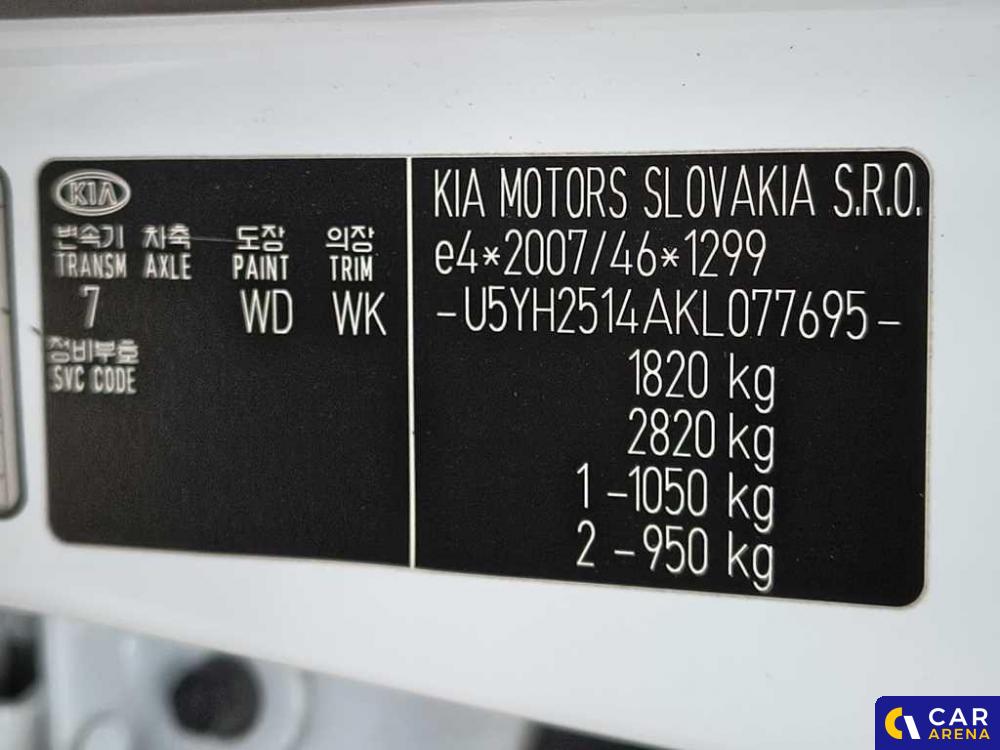 KIA
변속기 차축 도장 의장
TRANSM AXLE PAINT TRIM
7 WD WK
정비부호
SVC CODE
KIA MOTORS SLOVAKIA S.R.O.
e4*2007/46*1299
-U5YH2514AKL077695-
1820 kg
2820 kg
1 -1050 kg
2 -950 kg
CAR
ARENA